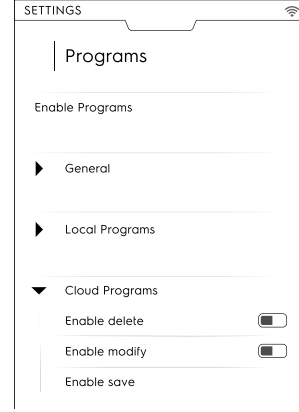 SETTINGS
Programs
Enable Programs
General
Local Programs
Cloud Programs
Enable delete
Enable modify
Enable save